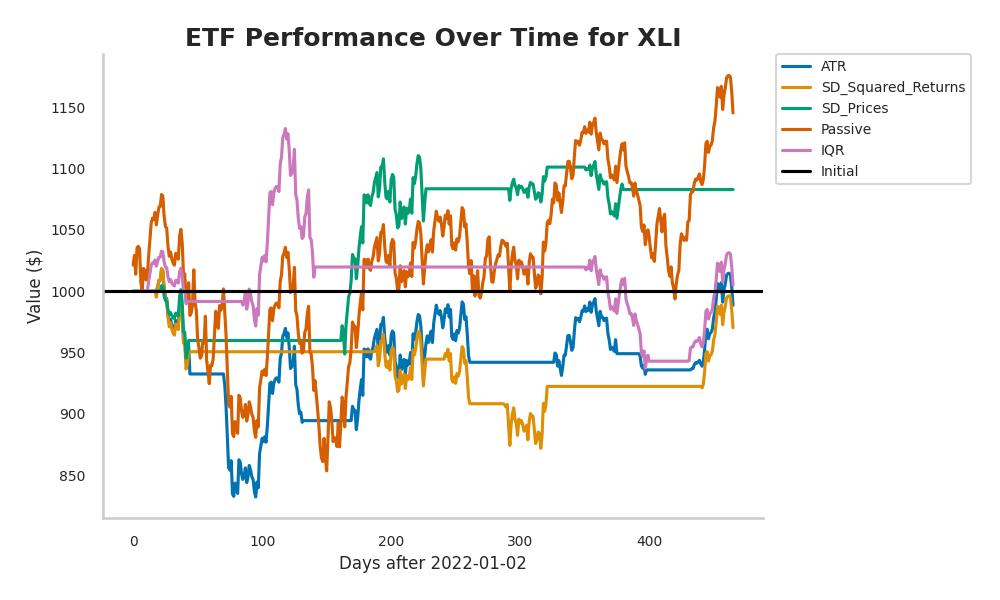 ETF Performance Over Time for XLI
ATR
SD_Squared_Returns
SD_Prices
Passive
IQR
Initial
Value ($)
1150
1100
1050
1000
950
900
850
0 100 200 300 400
Days after 2022-01-02